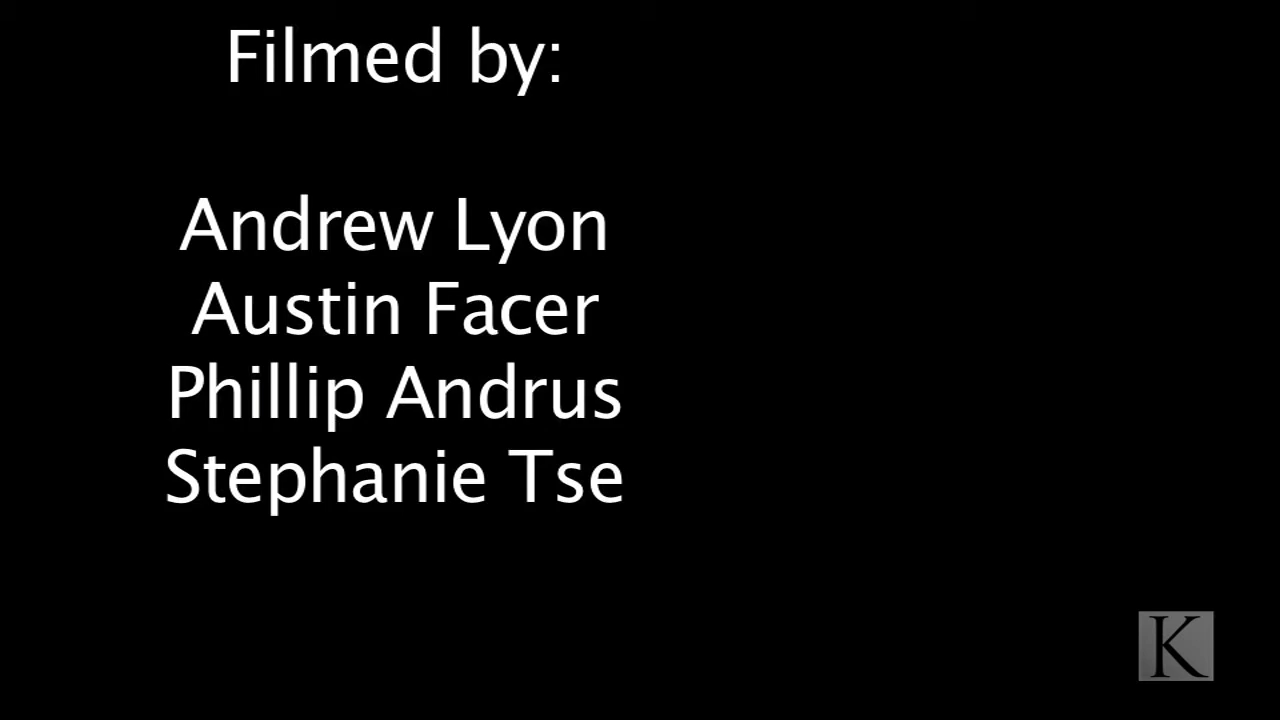 Filmed by:
Andrew Lyon
Austin Facer
Phillip Andrus
Stephanie Tse
K